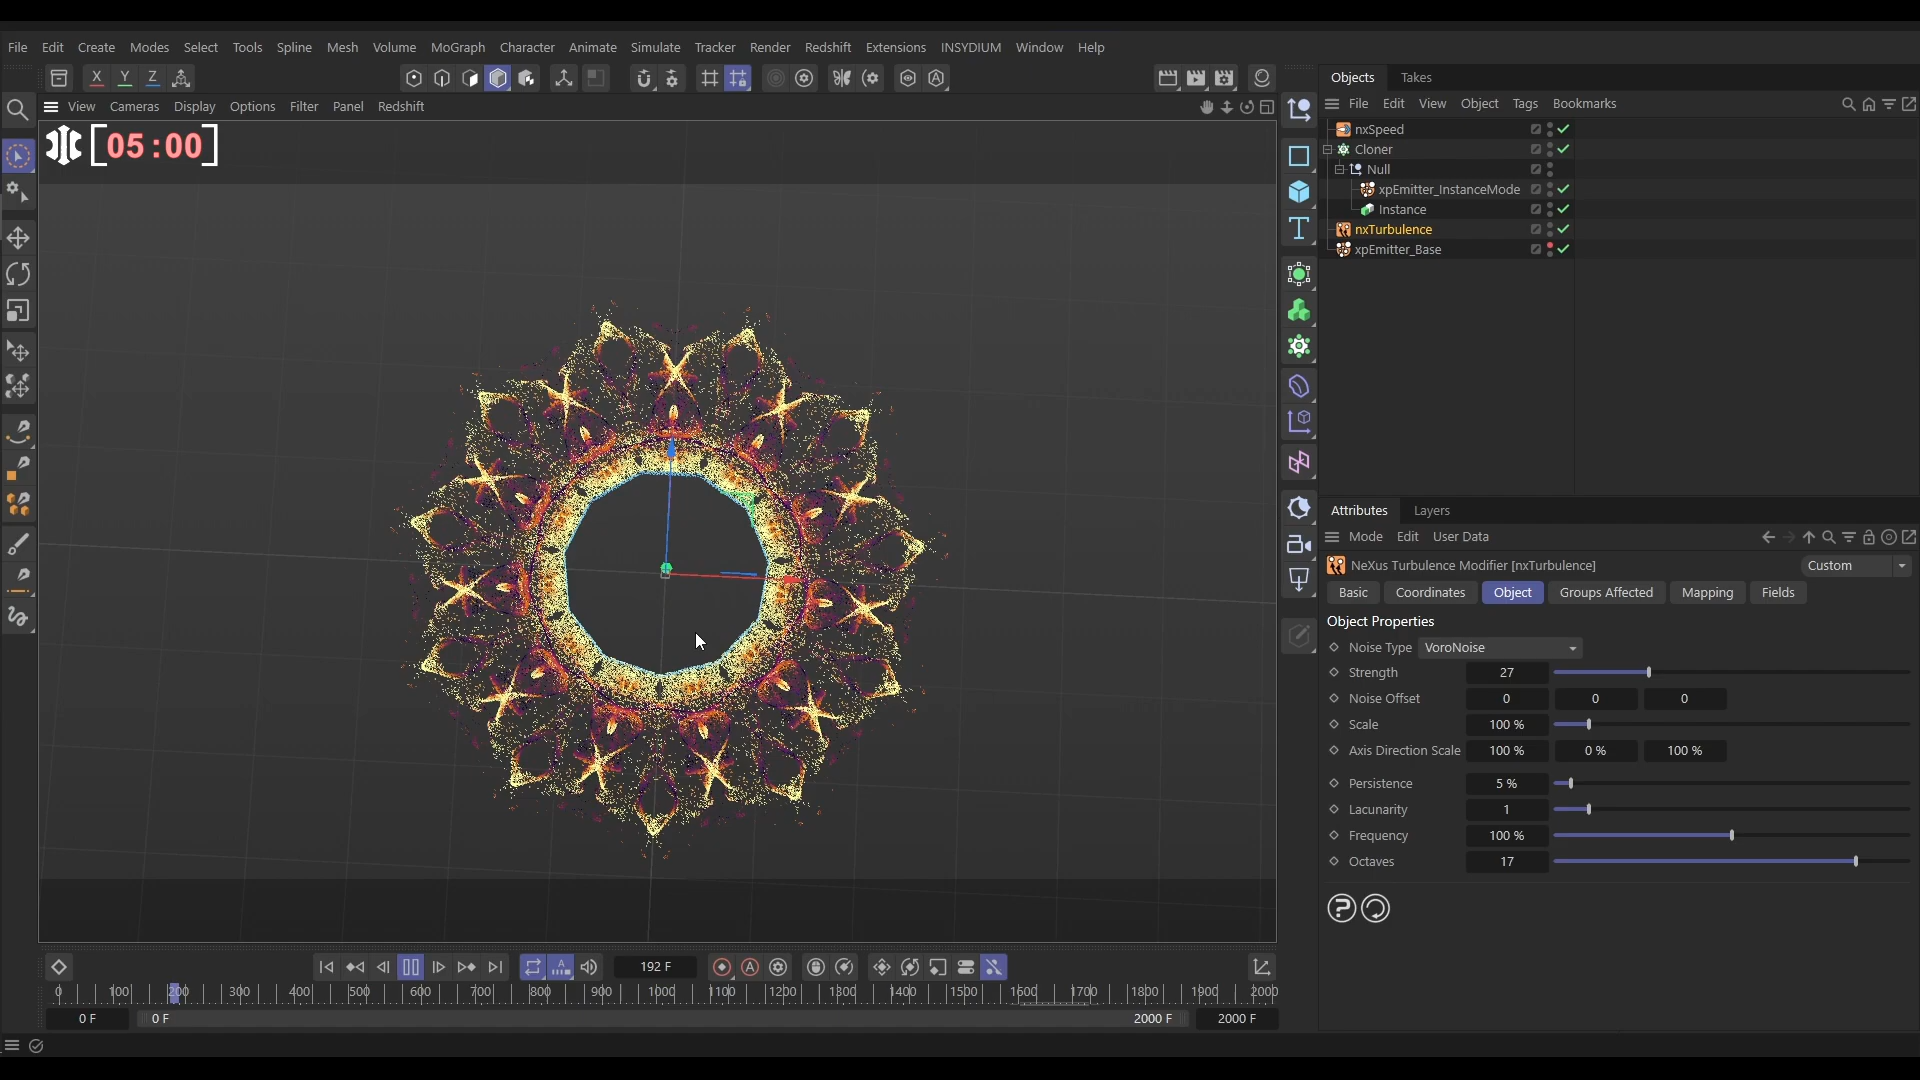 File Edit Create Modes Select Tools Spline Mesh Volume MoGraph Character Animate Simulate Tracker Render Redshift Extensions INSYDIUM Window Help
X Y Z
Objects Takes
View Cameras Display Options Filter Panel Redshift
File Edit View Object Tags Bookmarks
[05:00]
nxSpeed
Cloner
Null
xpEmitter_InstanceMode
Instance
nxTurbulence
xpEmitter_Base
Attributes Layers
Mode Edit User Data
NeXus Turbulence Modifier [nxTurbulence] Custom
Basic Coordinates Object Groups Affected Mapping Fields
Object Properties
Noise Type VoroNoise
Strength 27
Noise Offset 0 0 0
Scale 100 %
Axis Direction Scale 100 % 0 % 100 %
Persistence 5 %
Lacunarity 1
Frequency 100 %
Octaves 17
192 F
0 100 200 300 400 500 600 700 800 900 1000 1100 1200 1300 1400 1500 1600 1700 1800 1900 2000
0 F 0 F 2000 F 2000 F